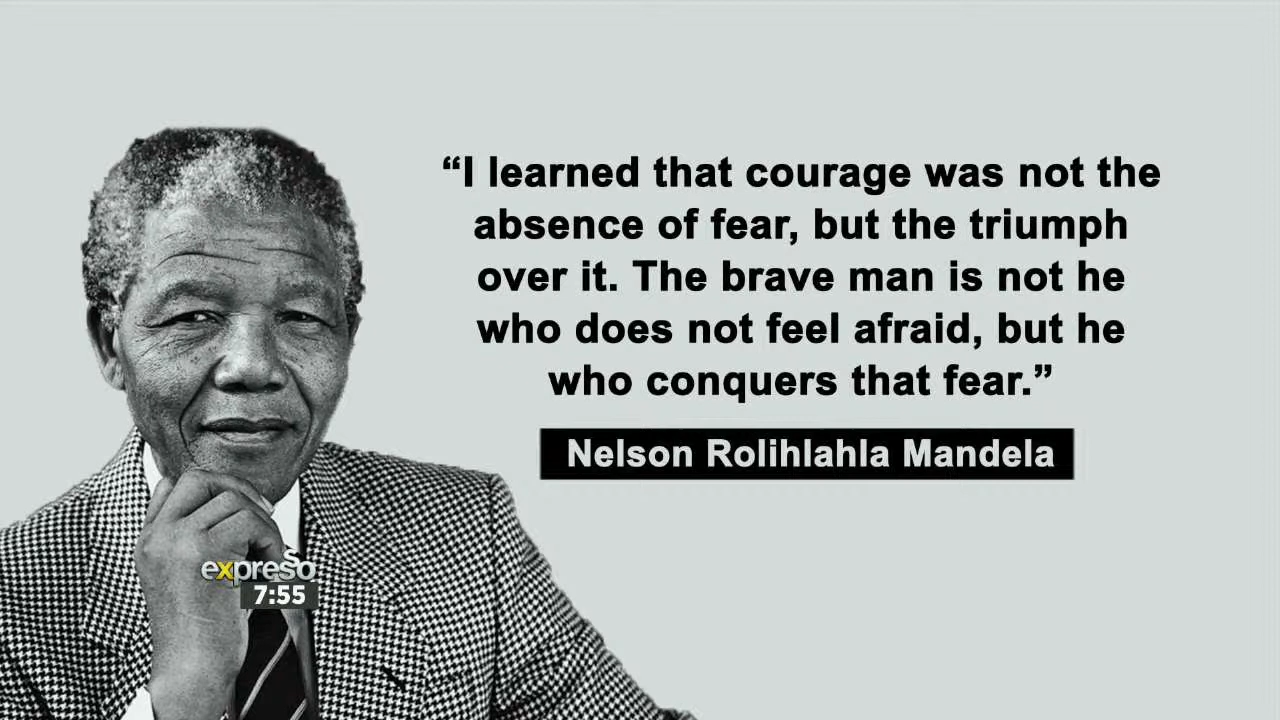 “I learned that courage was not the
absence of fear, but the triumph
over it. The brave man is not he
who does not feel afraid, but he
who conquers that fear.”
Nelson Rolihlahla Mandela
expresso
7:55